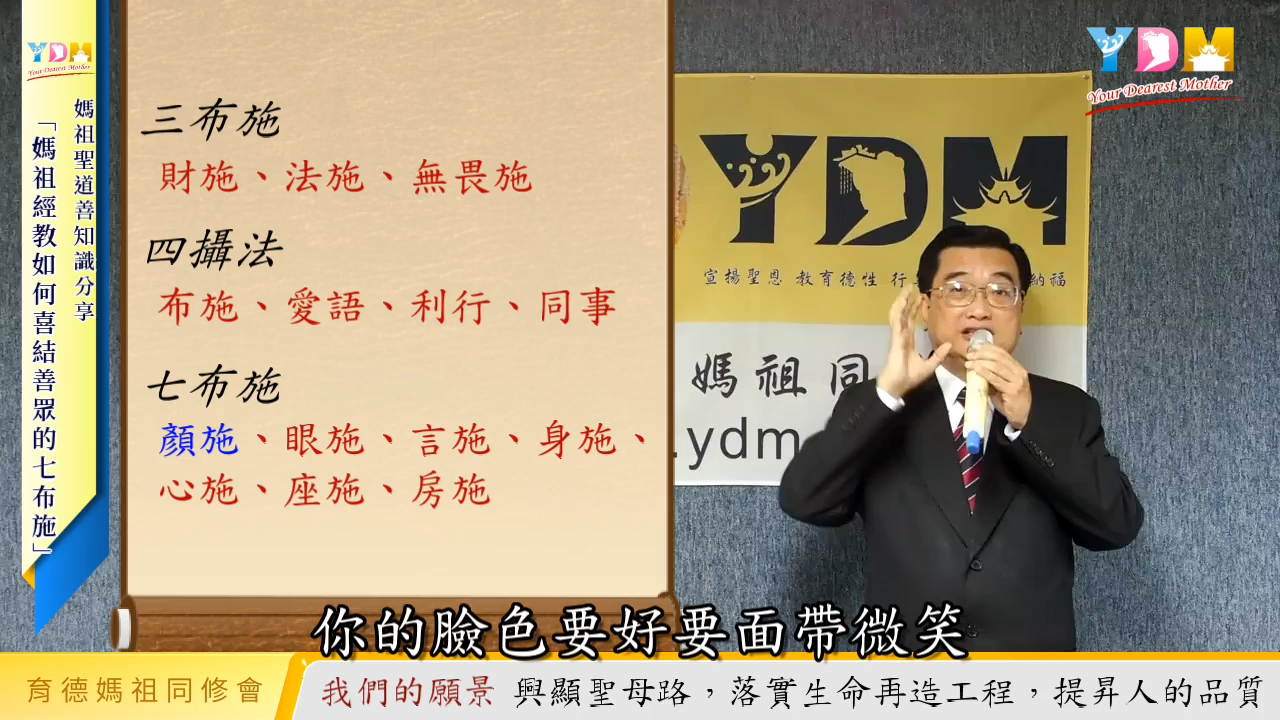 YDM
Your Dearest Mother
媽祖聖道善知識分享
「媽祖經教如何喜結善眾的七布施」
三布施
財施、法施、無畏施
四攝法
布施、愛語、利行、同事
七布施
顏施、眼施、言施、身施、
心施、座施、房施
YDM
Your Dearest Mother
YDM
宣揚聖恩 教育德性 行
納福
媽祖同
.ydm
你的臉色要好要面帶微笑
育德媽祖同修會
我們的願景 興顯聖母路，落實生命再造工程，提昇人的品質